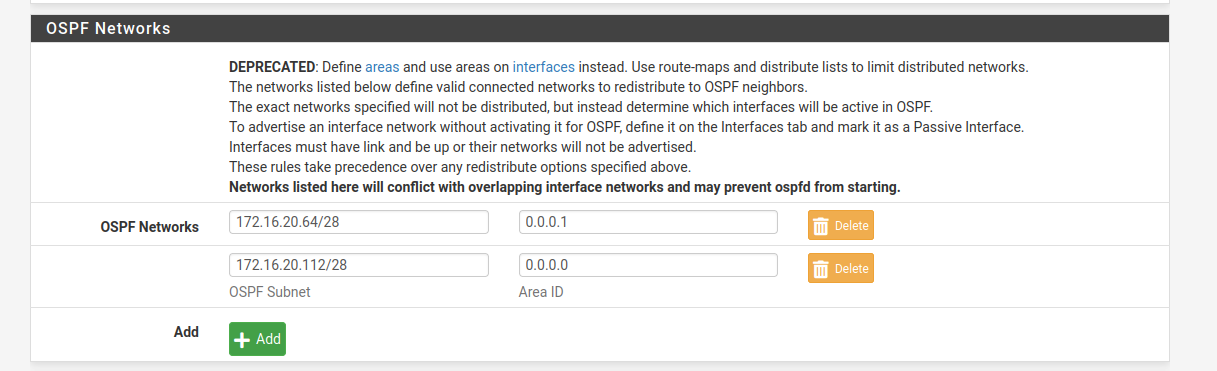 OSPF Networks
DEPRECATED: Define areas and use areas on interfaces instead. Use route-maps and distribute lists to limit distributed networks.
The networks listed below define valid connected networks to redistribute to OSPF neighbors.
The exact networks specified will not be distributed, but instead determine which interfaces will be active in OSPF.
To advertise an interface network without activating it for OSPF, define it on the Interfaces tab and mark it as a Passive Interface.
Interfaces must have link and be up or their networks will not be advertised.
These rules take precedence over any redistribute options specified above.
Networks listed here will conflict with overlapping interface networks and may prevent ospfd from starting.
OSPF Networks 172.16.20.64/28 0.0.0.1 Delete
172.16.20.112/28 0.0.0.0 Delete
OSPF Subnet Area ID
Add Add